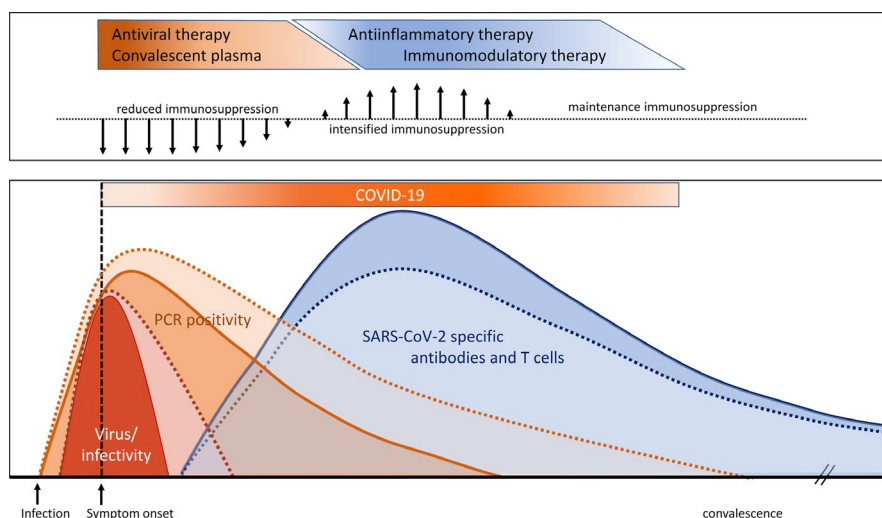 Antiviral therapy
Convalescent plasma
Antiinflammatory therapy
Immunomodulatory therapy
reduced immunosuppression
maintenance immunosuppression
intensified immunosuppression
COVID-19
PCR positivity
SARS-CoV-2 specific
antibodies and T cells
Virus/
infectivity
Infection
Symptom onset
convalescence